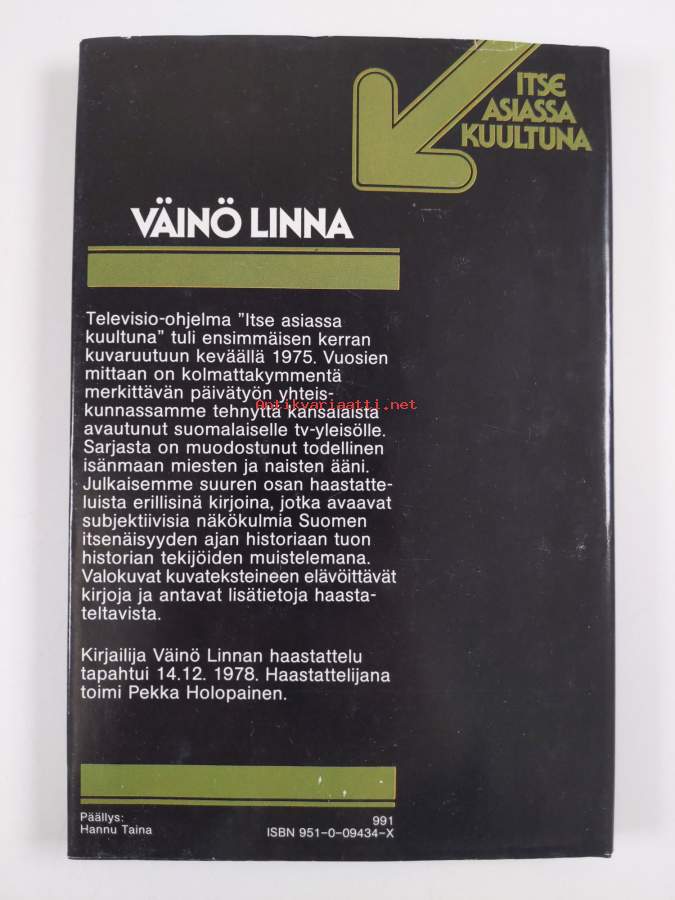 ITSE
ASIASSA
KUULTUNA
VÄINÖ LINNA
Televisio-ohjelma ”Itse asiassa
kuultuna” tuli ensimmäisen kerran
kuvaruutuun keväällä 1975. Vuosien
mittaan on kolmattakymmentä
merkittävän päivätyön yhteis-
kunnassamme tehnyttä kansalaista
avautunut suomalaiselle tv-yleisölle.
Sarjasta on muodostunut todellinen
isänmaan miesten ja naisten ääni.
Julkaisemme suuren osan haastatte-
luista erillisinä kirjoina, jotka avaavat
subjektiivisia näkökulmia Suomen
itsenäisyyden ajan historiaan tuon
historian tekijöiden muistelemana.
Valokuvat kuvateksteineen elävöittävät
kirjoja ja antavat lisätietoja haasta-
teltavista.
Kirjailija Väinö Linnan haastattelu
tapahtui 14.12. 1978. Haastattelijana
toimi Pekka Holopainen.
Päällys:
Hannu Taina
991
ISBN 951-0-09434-X
Antikvariaatti.net